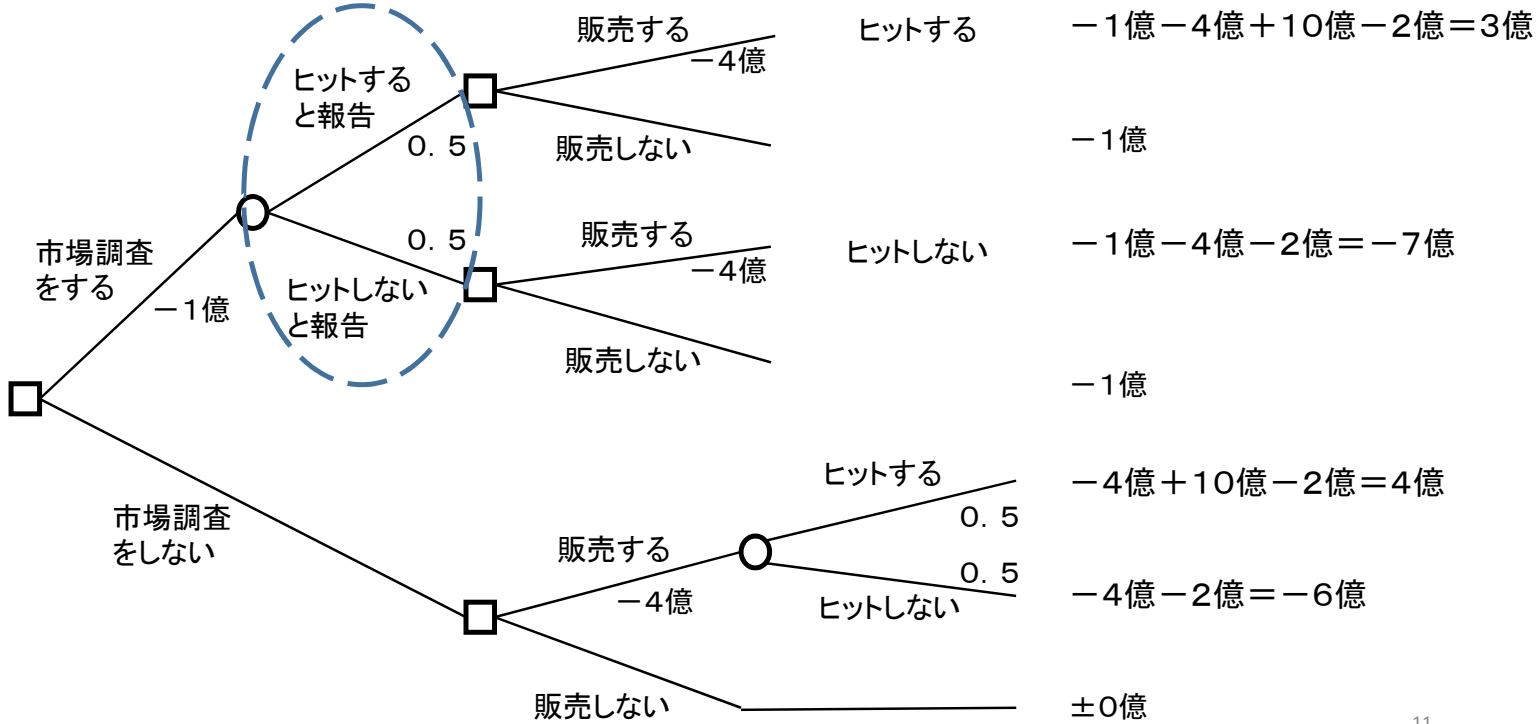 販売する
ヒットする
－1億－4億＋10億－2億＝3億
－4億
ヒットする
と報告
0．5
販売しない
－1億
0．5
販売する
ヒットしない
－1億－4億－2億＝－7億
－4億
市場調査
をする
－1億
ヒットしない
と報告
販売しない
－1億
ヒットする
－4億＋10億－2億＝4億
0．5
市場調査
をしない
販売する
－4億
0．5
ヒットしない
－4億－2億＝－6億
販売しない
±0億
11